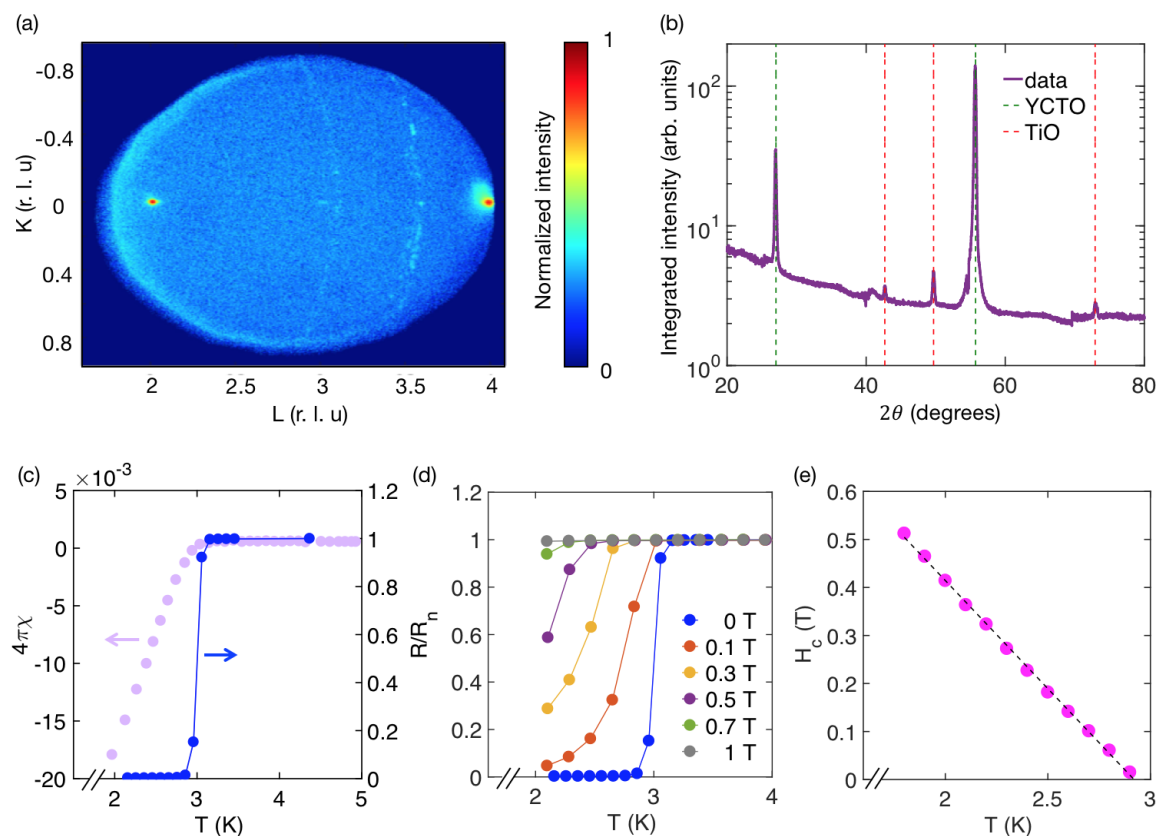 (a)
K (r. l. u)
-0.8
-0.4
0
0.4
0.8
2
2.5
3
3.5
4
L (r. l. u)
1
0
Normalized intensity
(b)
Integrated intensity (arb. units)
10²
10¹
10⁰
data
YCTO
TiO
20
40
60
80
2θ (degrees)
(c)
×10⁻³
4πχ
5
0
-5
-10
-15
-20
2
3
4
5
T (K)
1.2
1
0.8
0.6
0.4
0.2
0
R/Rₙ
(d)
1.2
1
0.8
0.6
0.4
0.2
0
0 T
0.1 T
0.3 T
0.5 T
0.7 T
1 T
2
3
4
T (K)
(e)
H_c (T)
0.6
0.5
0.4
0.3
0.2
0.1
0
2
2.5
3
T (K)